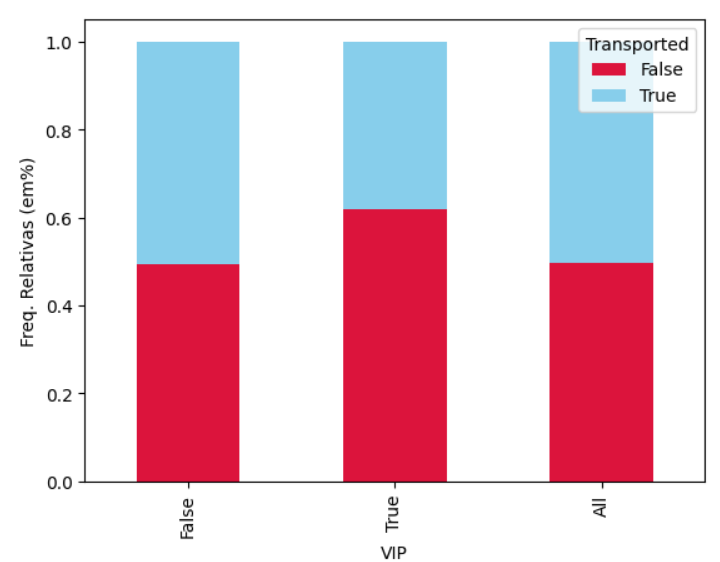 Transported
False
True
Freq. Relativas (em%)
1.0
0.8
0.6
0.4
0.2
0.0
False
True
All
VIP